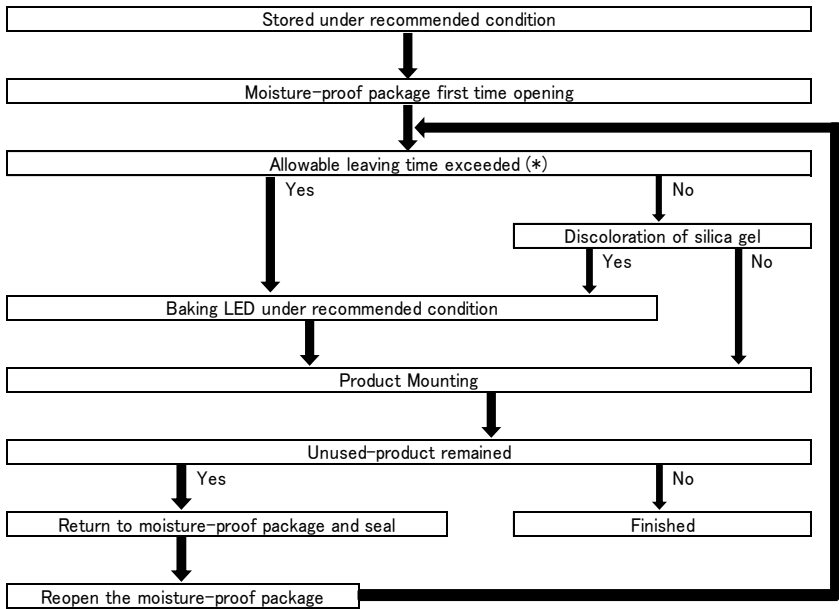 Stored under recommended condition
Moisture-proof package first time opening
Allowable leaving time exceeded (*)
Yes
No
Discoloration of silica gel
Yes
No
Baking LED under recommended condition
Product Mounting
Unused-product remained
Yes
No
Return to moisture-proof package and seal
Finished
Reopen the moisture-proof package